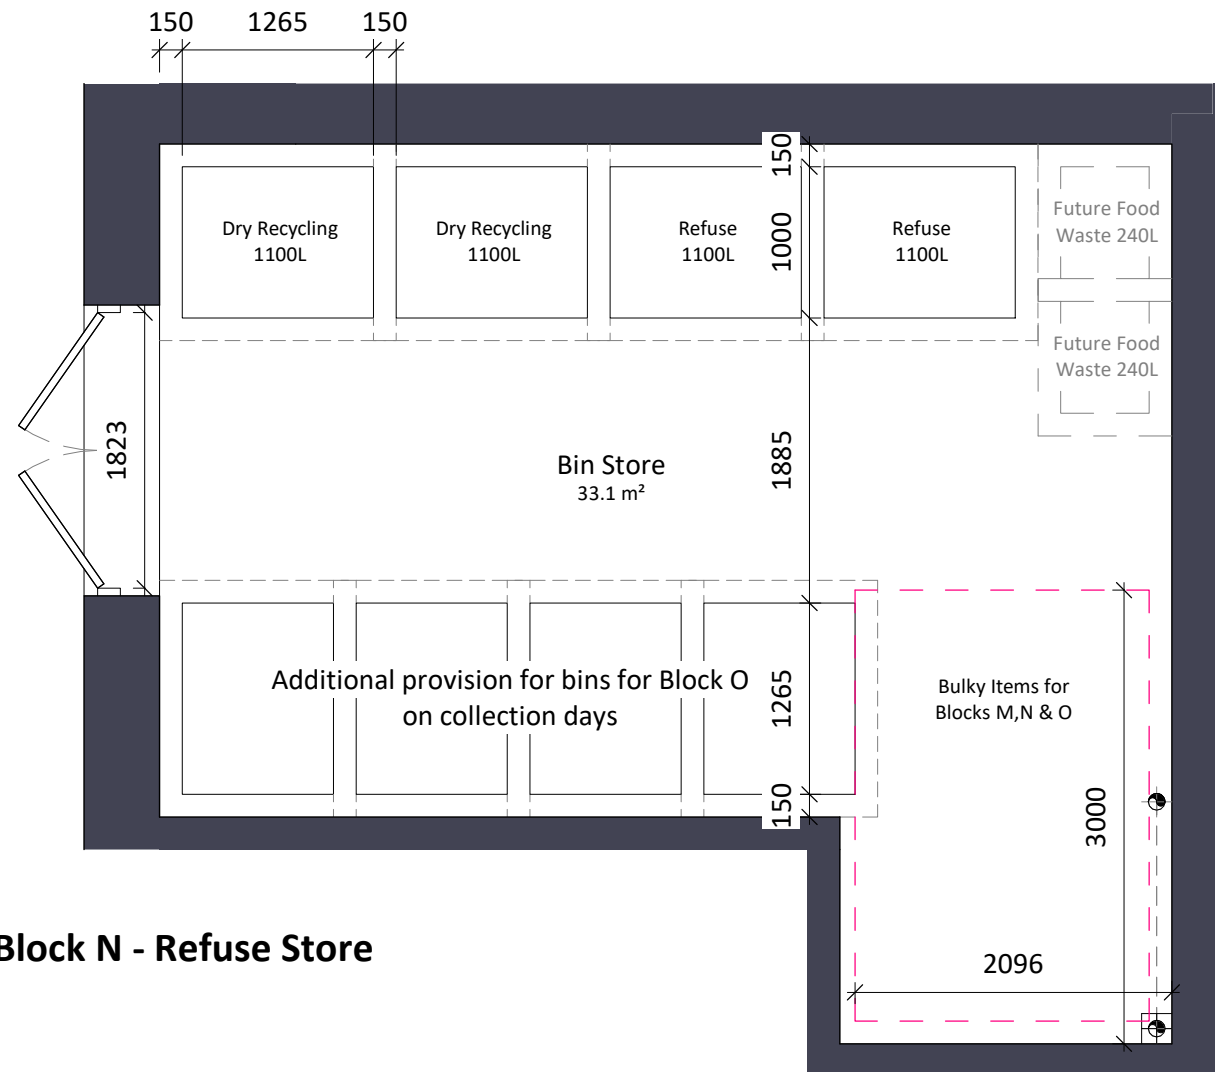 150 1265 150
150
Dry Recycling
1100L
Dry Recycling
1100L
Refuse
1100L
1000
Refuse
1100L
Future Food
Waste 240L
Future Food
Waste 240L
1823
Bin Store
33.1 m²
1885
Additional provision for bins for Block O
on collection days
1265
Bulky Items for
Blocks M,N & O
150
3000
Block N - Refuse Store
2096